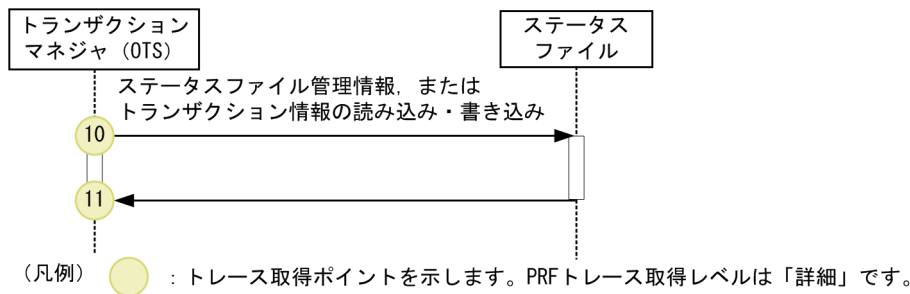 トランザクション
マネジャ（OTS）
ステータス
ファイル
ステータスファイル管理情報，または
トランザクション情報の読み込み・書き込み
10
11
（凡例）
：トレース取得ポイントを示します。PRFトレース取得レベルは「詳細」です。